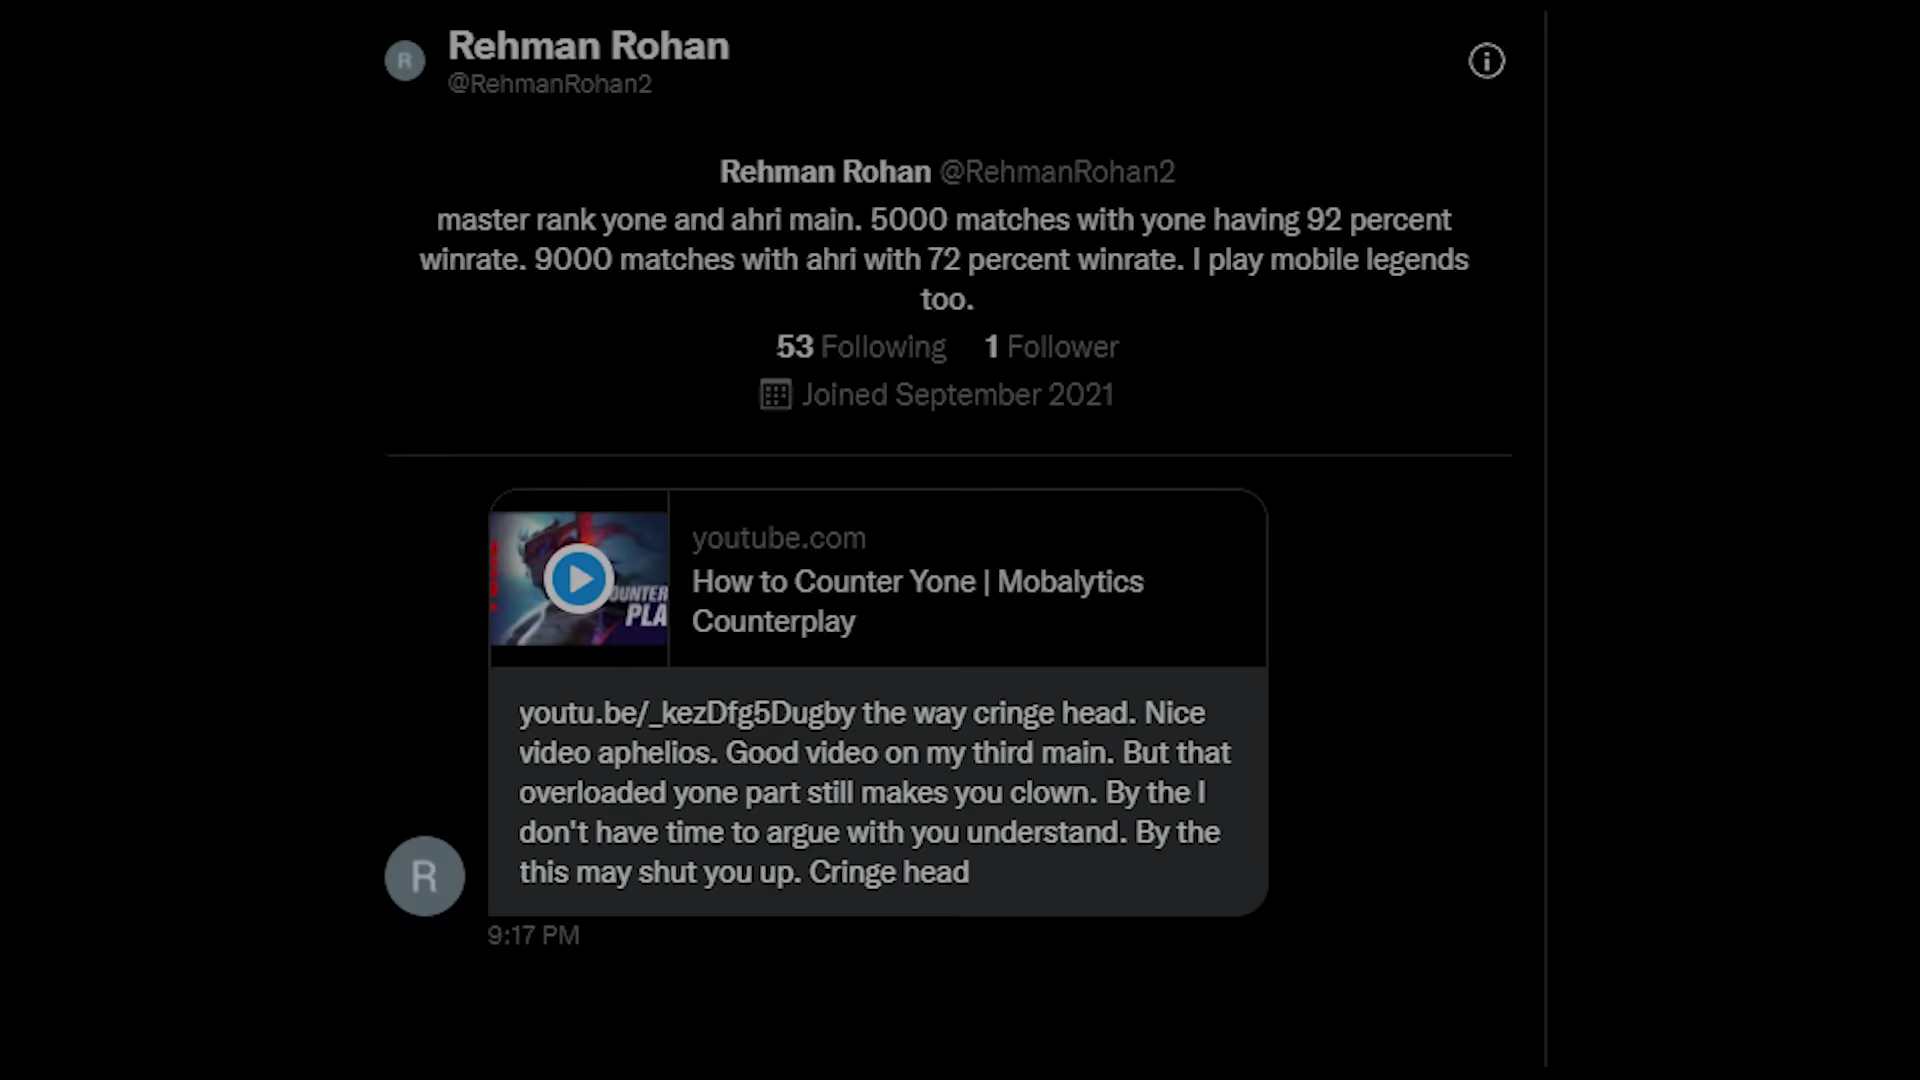 R
Rehman Rohan
@RehmanRohan2
Rehman Rohan @RehmanRohan2
master rank yone and ahri main. 5000 matches with yone having 92 percent
winrate. 9000 matches with ahri with 72 percent winrate. I play mobile legends
too.
53 Following 1 Follower
Joined September 2021
youtube.com
How to Counter Yone | Mobalytics
Counterplay
OUNTER
PLA
youtu.be/_kezDfg5Dugby the way cringe head. Nice
video aphelios. Good video on my third main. But that
overloaded yone part still makes you clown. By the I
don't have time to argue with you understand. By the
this may shut you up. Cringe head
R
9:17 PM